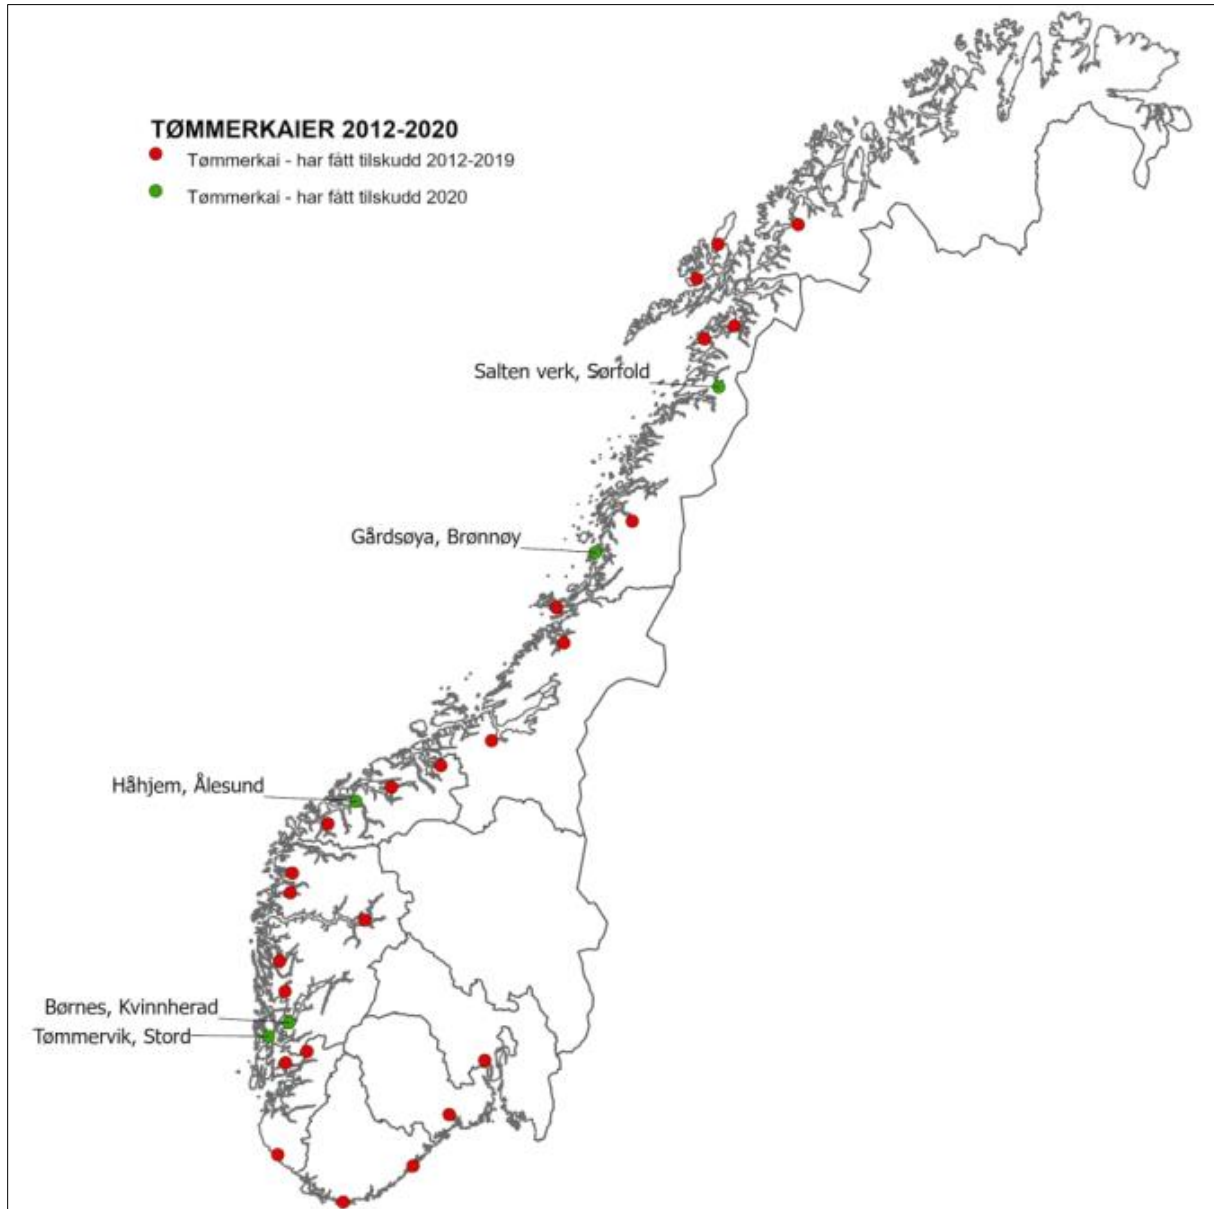 TØMMERKAIER 2012-2020
Tømmerkai - har fått tilskudd 2012-2019
Tømmerkai - har fått tilskudd 2020
Salten verk, Sørfold
Gårdsøya, Brønnøy
Håhjem, Ålesund
Børnes, Kvinnherad
Tømmervik, Stord